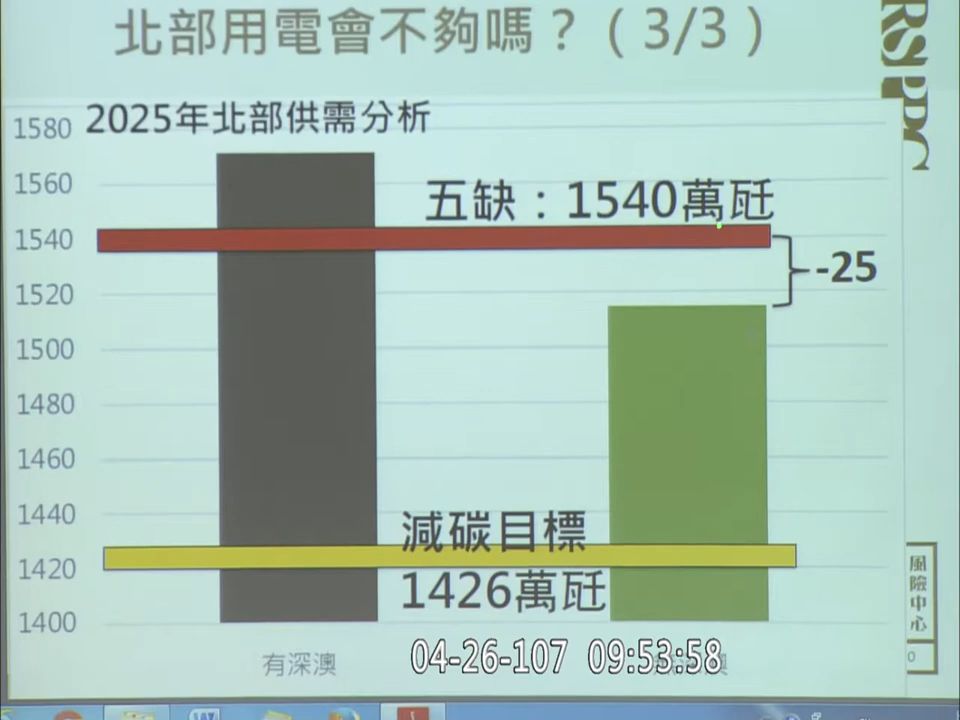 北部用電會不夠嗎？（3/3）
RSPPC
2025年北部供需分析
1580
1560
1540
1520
1500
1480
1460
1440
1420
1400
五缺：1540萬瓩
-25
減碳目標
1426萬瓩
有深澳
04-26-107 09:53:58
風險中心
0